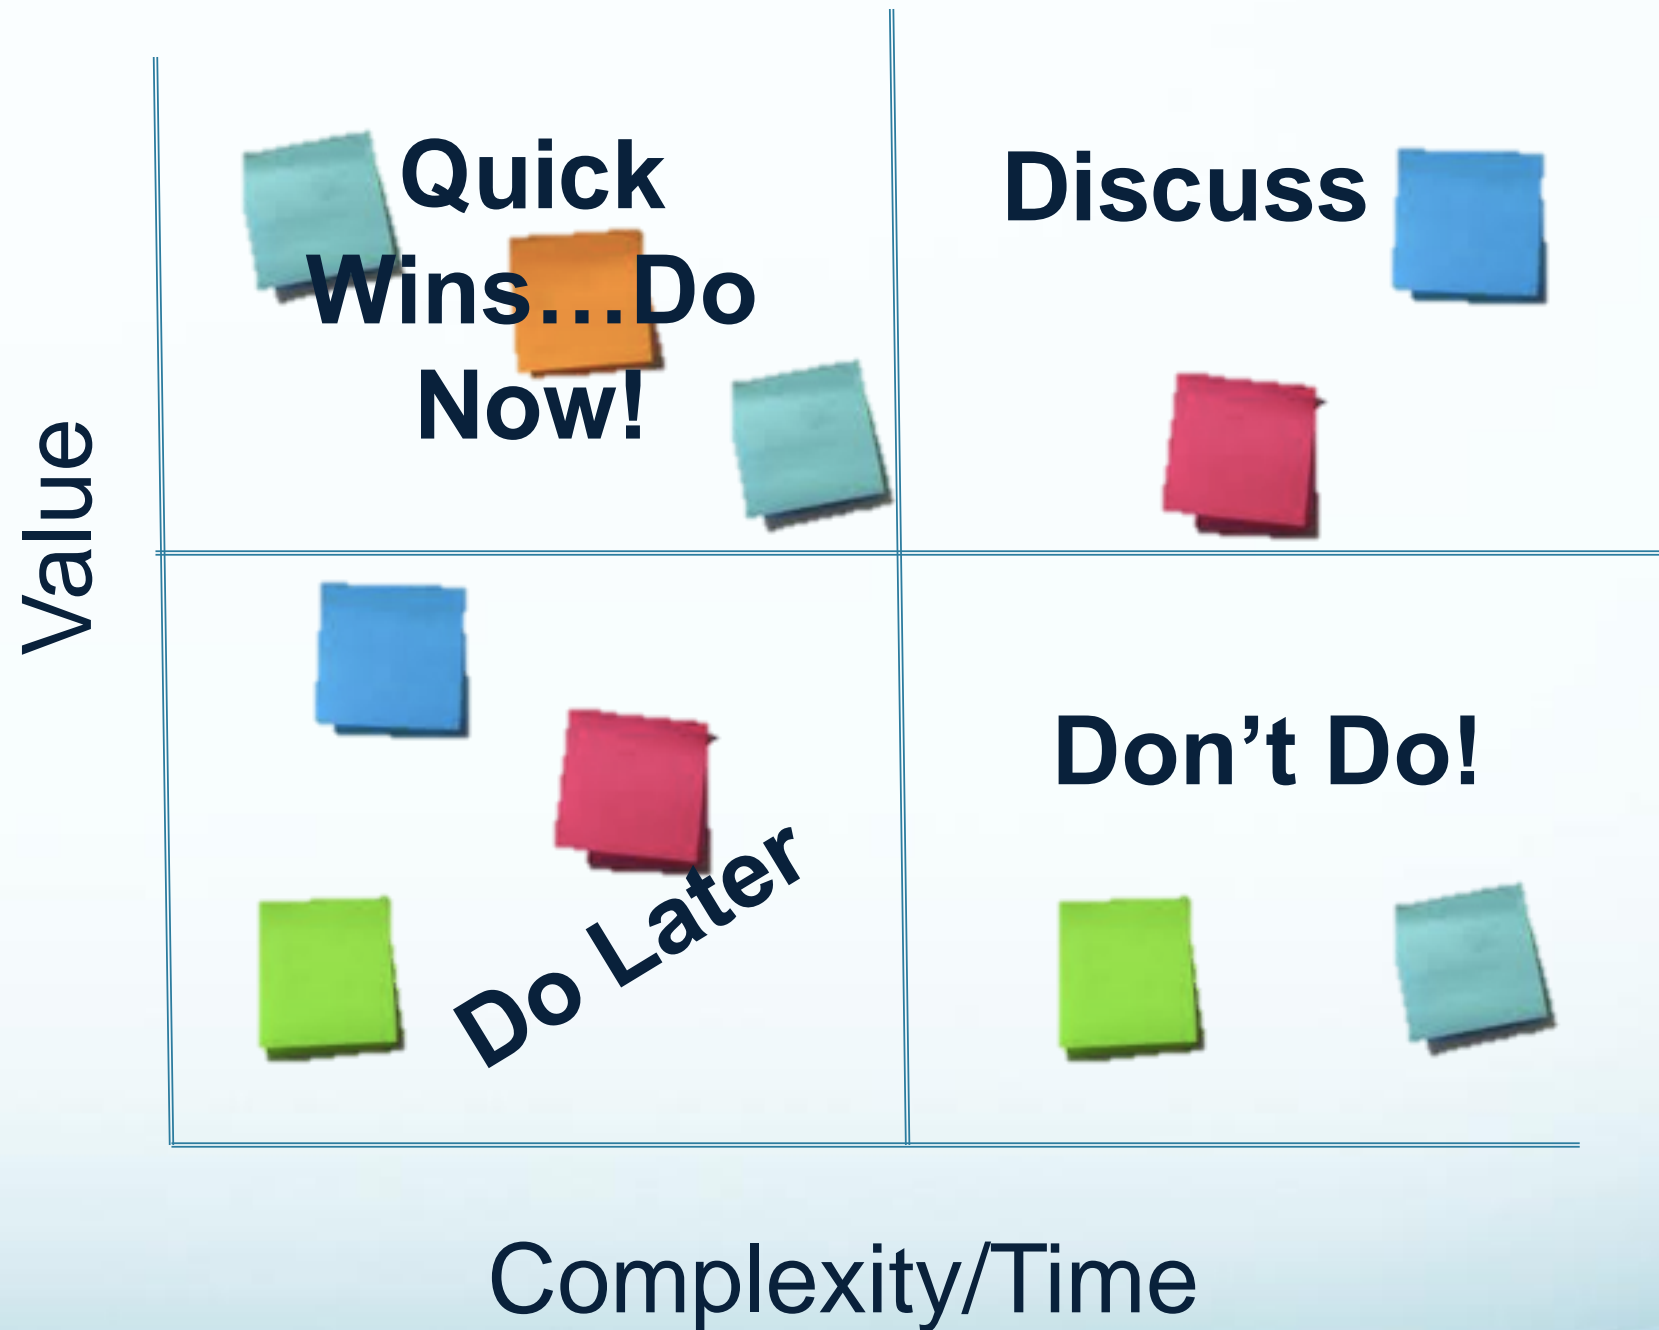 Quick
Wins…Do
Now!
Discuss
Value
Don’t Do!
Do Later
Complexity/Time